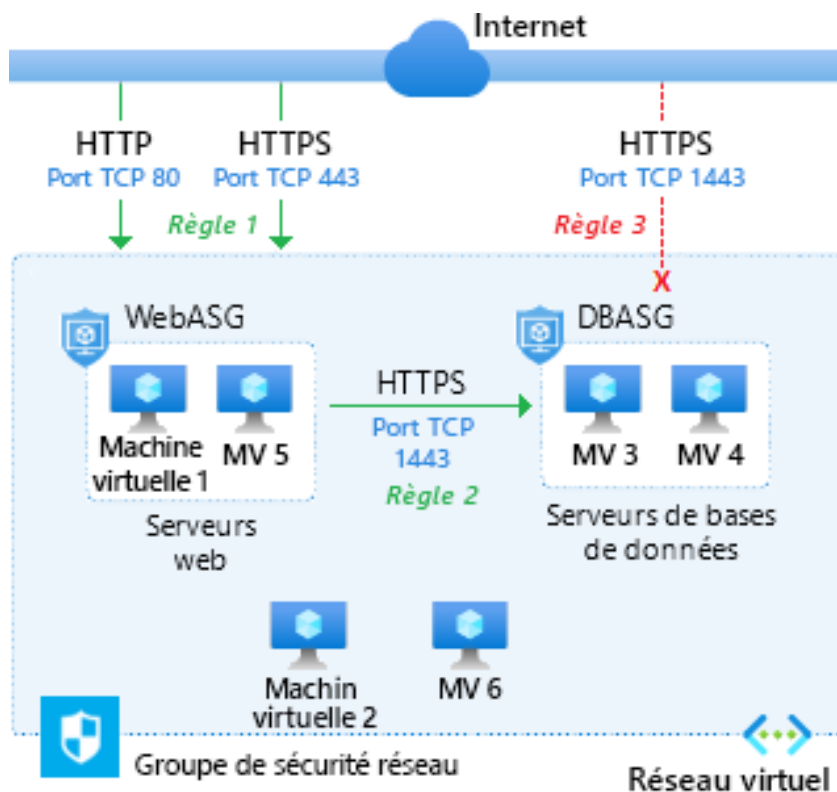 Internet
HTTP
Port TCP 80
HTTPS
Port TCP 443
HTTPS
Port TCP 1443
Règle 1
Règle 3
X
WebASG
DBASG
Machine
virtuelle 1
MV 5
HTTPS
Port TCP
1443
Règle 2
MV 3
MV 4
Serveurs
web
Serveurs de bases
de données
Machin
virtuelle 2
MV 6
Groupe de sécurité réseau
Réseau virtuel